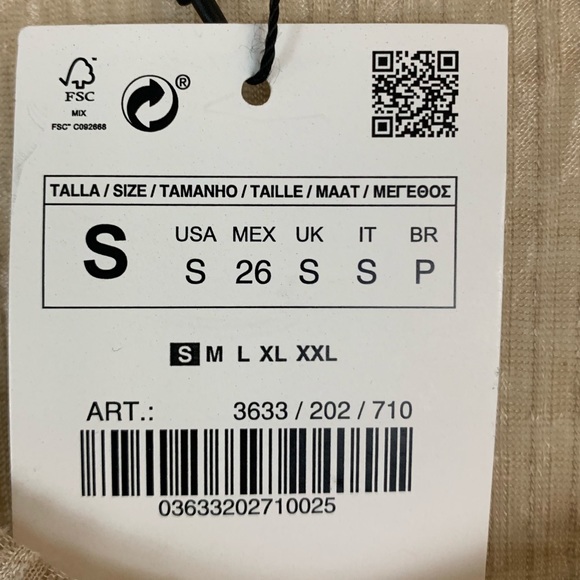 FSC
MIX
FSC™ C092668
®
TALLA / SIZE / TAMANHO / TAILLE / MAAT / ΜΕΓΕΘΟΣ
S
USA MEX UK IT BR
S 26 S S P
S M L XL XXL
ART.: 3633 / 202 / 710
03633202710025